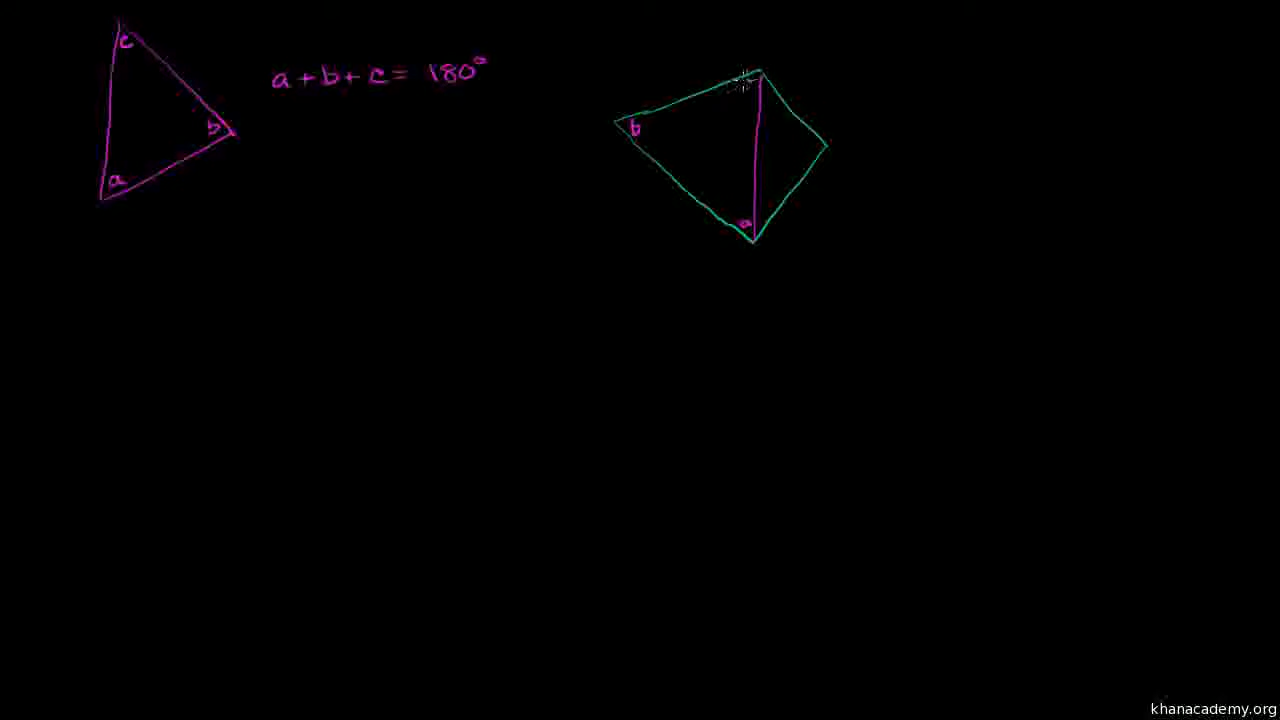 c
a + b + c = 180°
b
a
b
a
khanacademy.org